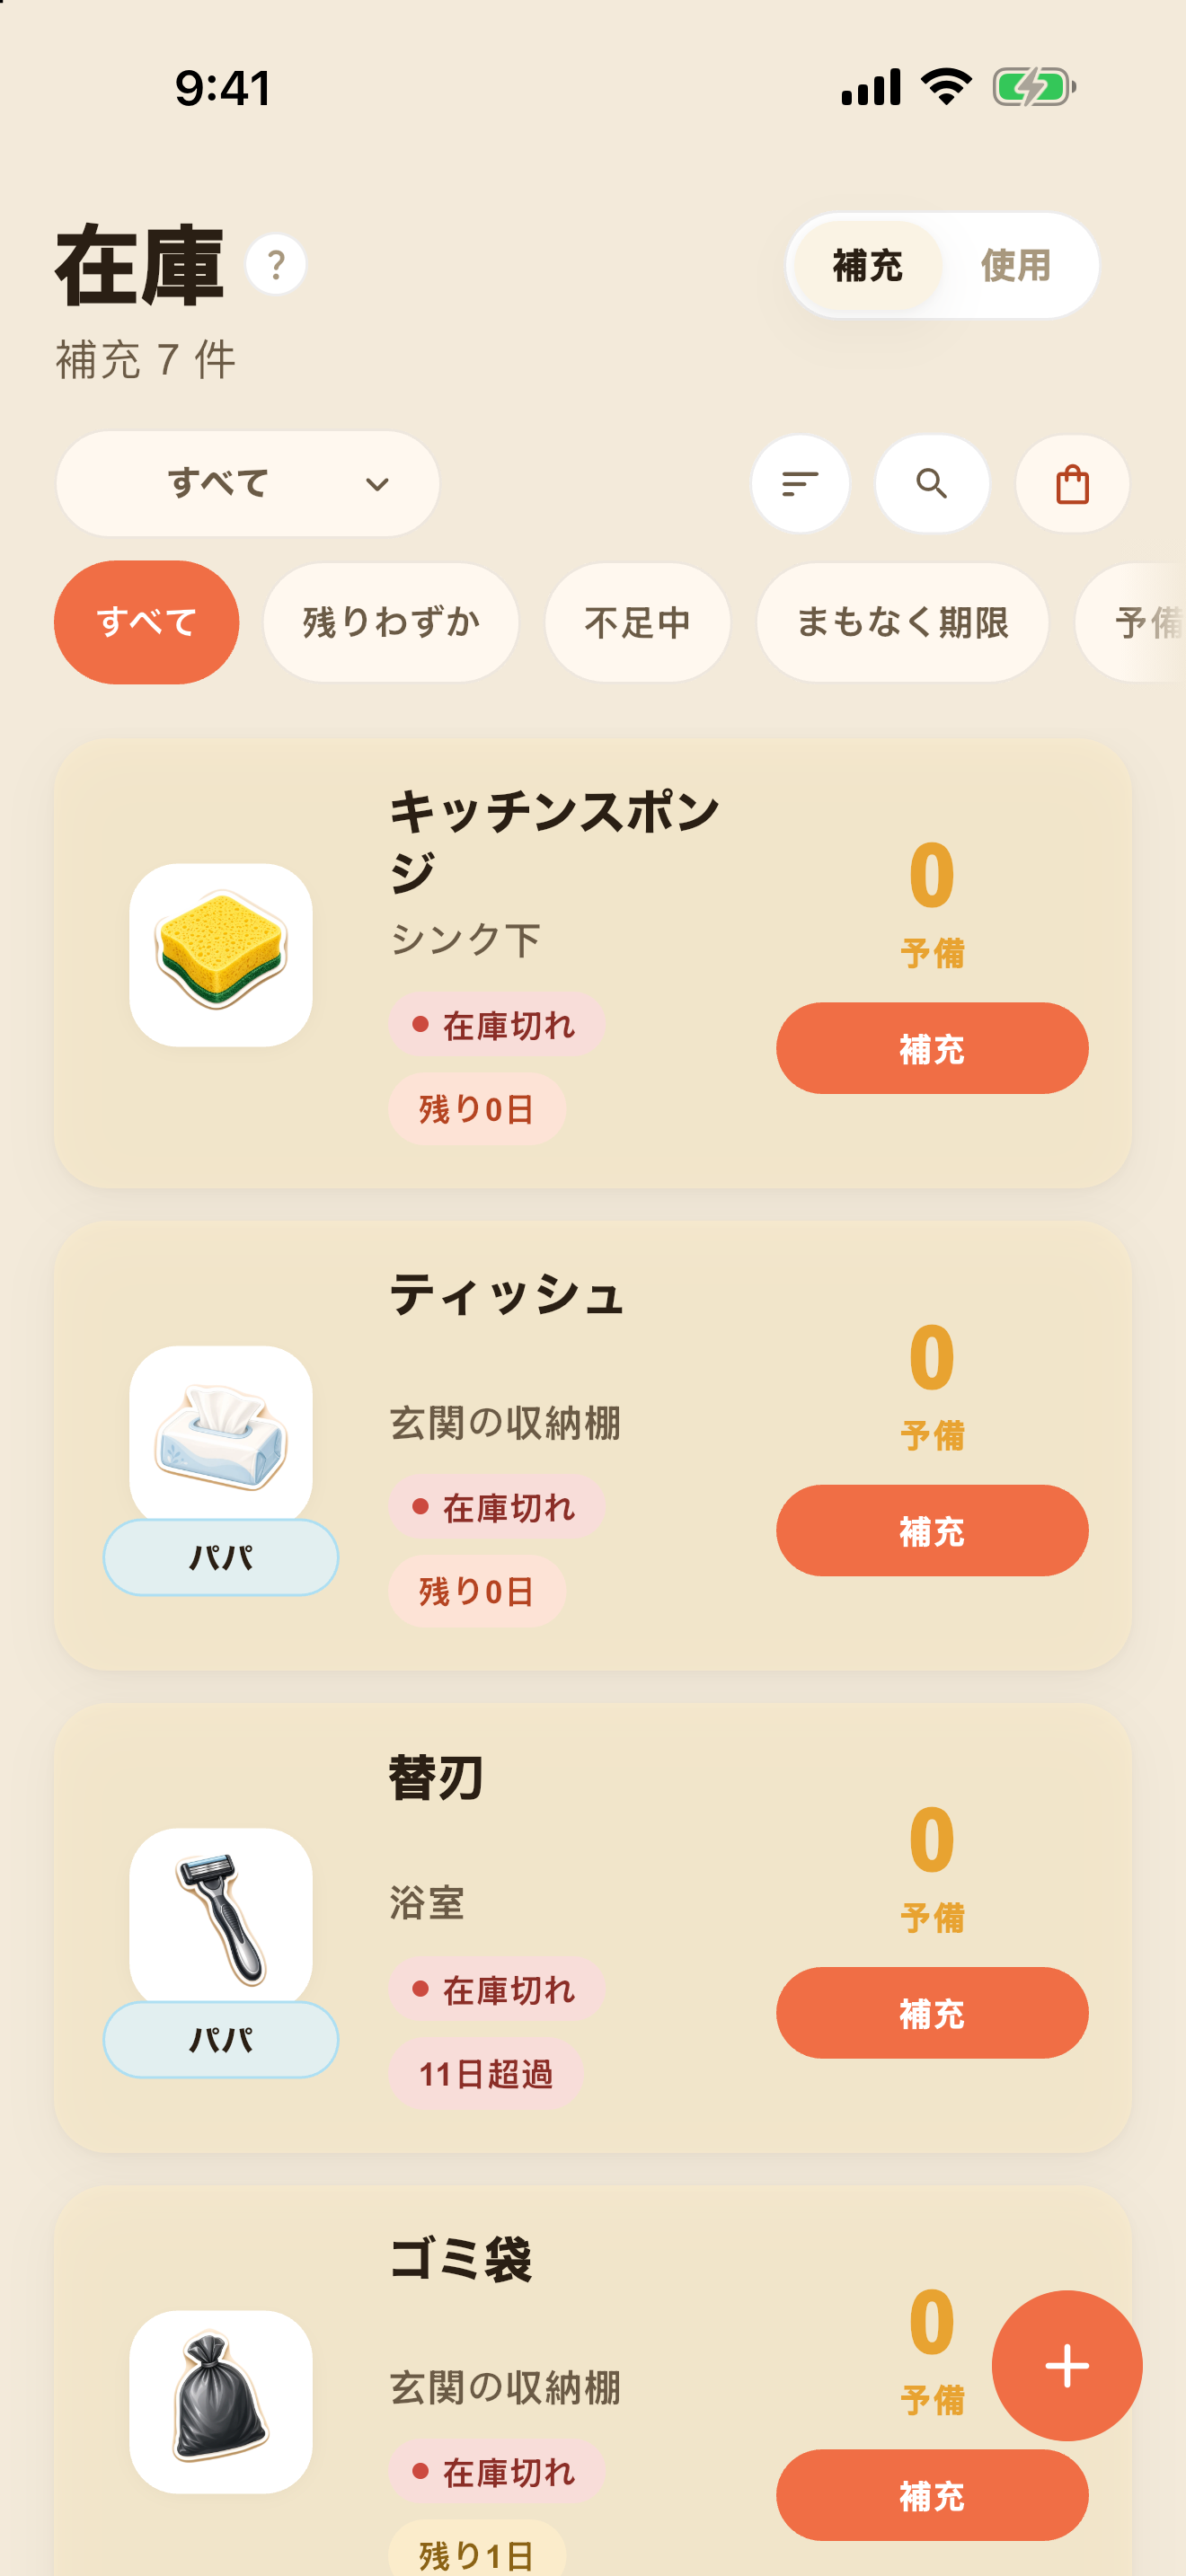 9:41
在庫
?
補充
使用
補充 7 件
すべて
すべて
残りわずか
不足中
まもなく期限
予備
キッチンスポン
ジ
シンク下
在庫切れ
残り0日
0
予備
補充
ティッシュ
玄関の収納棚
在庫切れ
残り0日
パパ
0
予備
補充
替刃
浴室
在庫切れ
11日超過
パパ
0
予備
補充
ゴミ袋
玄関の収納棚
在庫切れ
残り1日
0
予備
補充